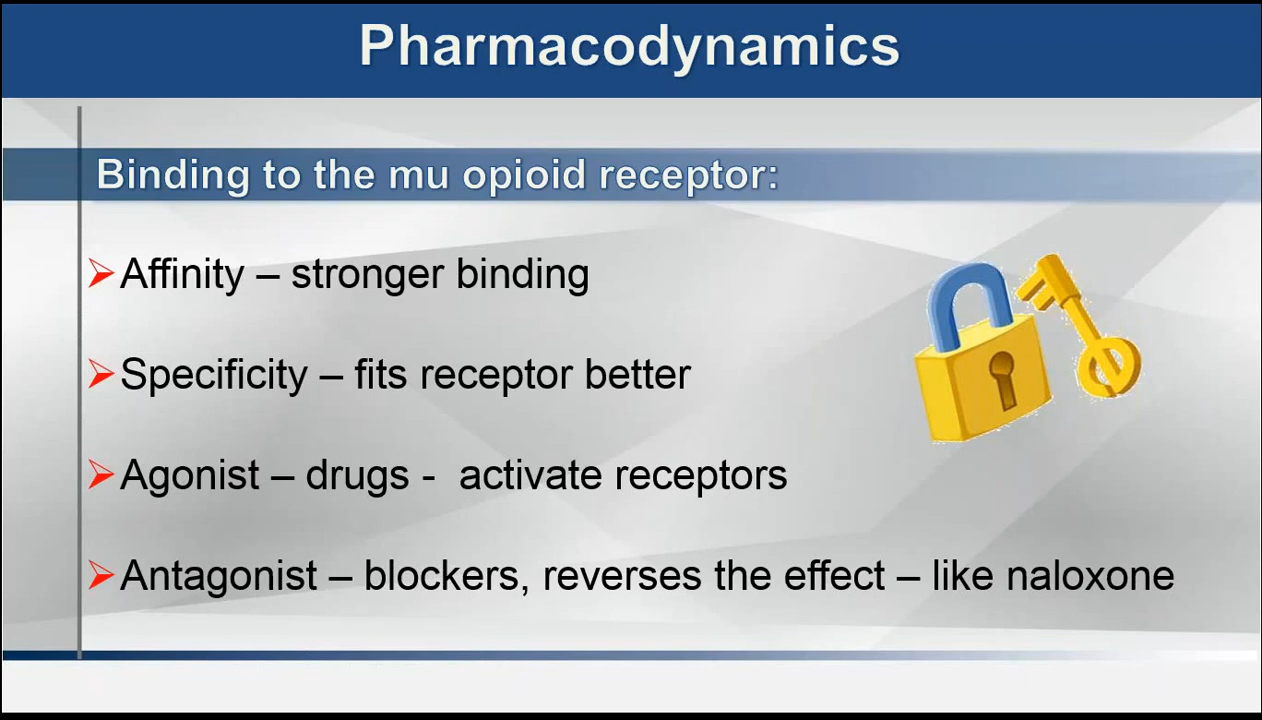 Pharmacodynamics
Binding to the mu opioid receptor:
Affinity – stronger binding
Specificity – fits receptor better
Agonist – drugs - activate receptors
Antagonist – blockers, reverses the effect – like naloxone